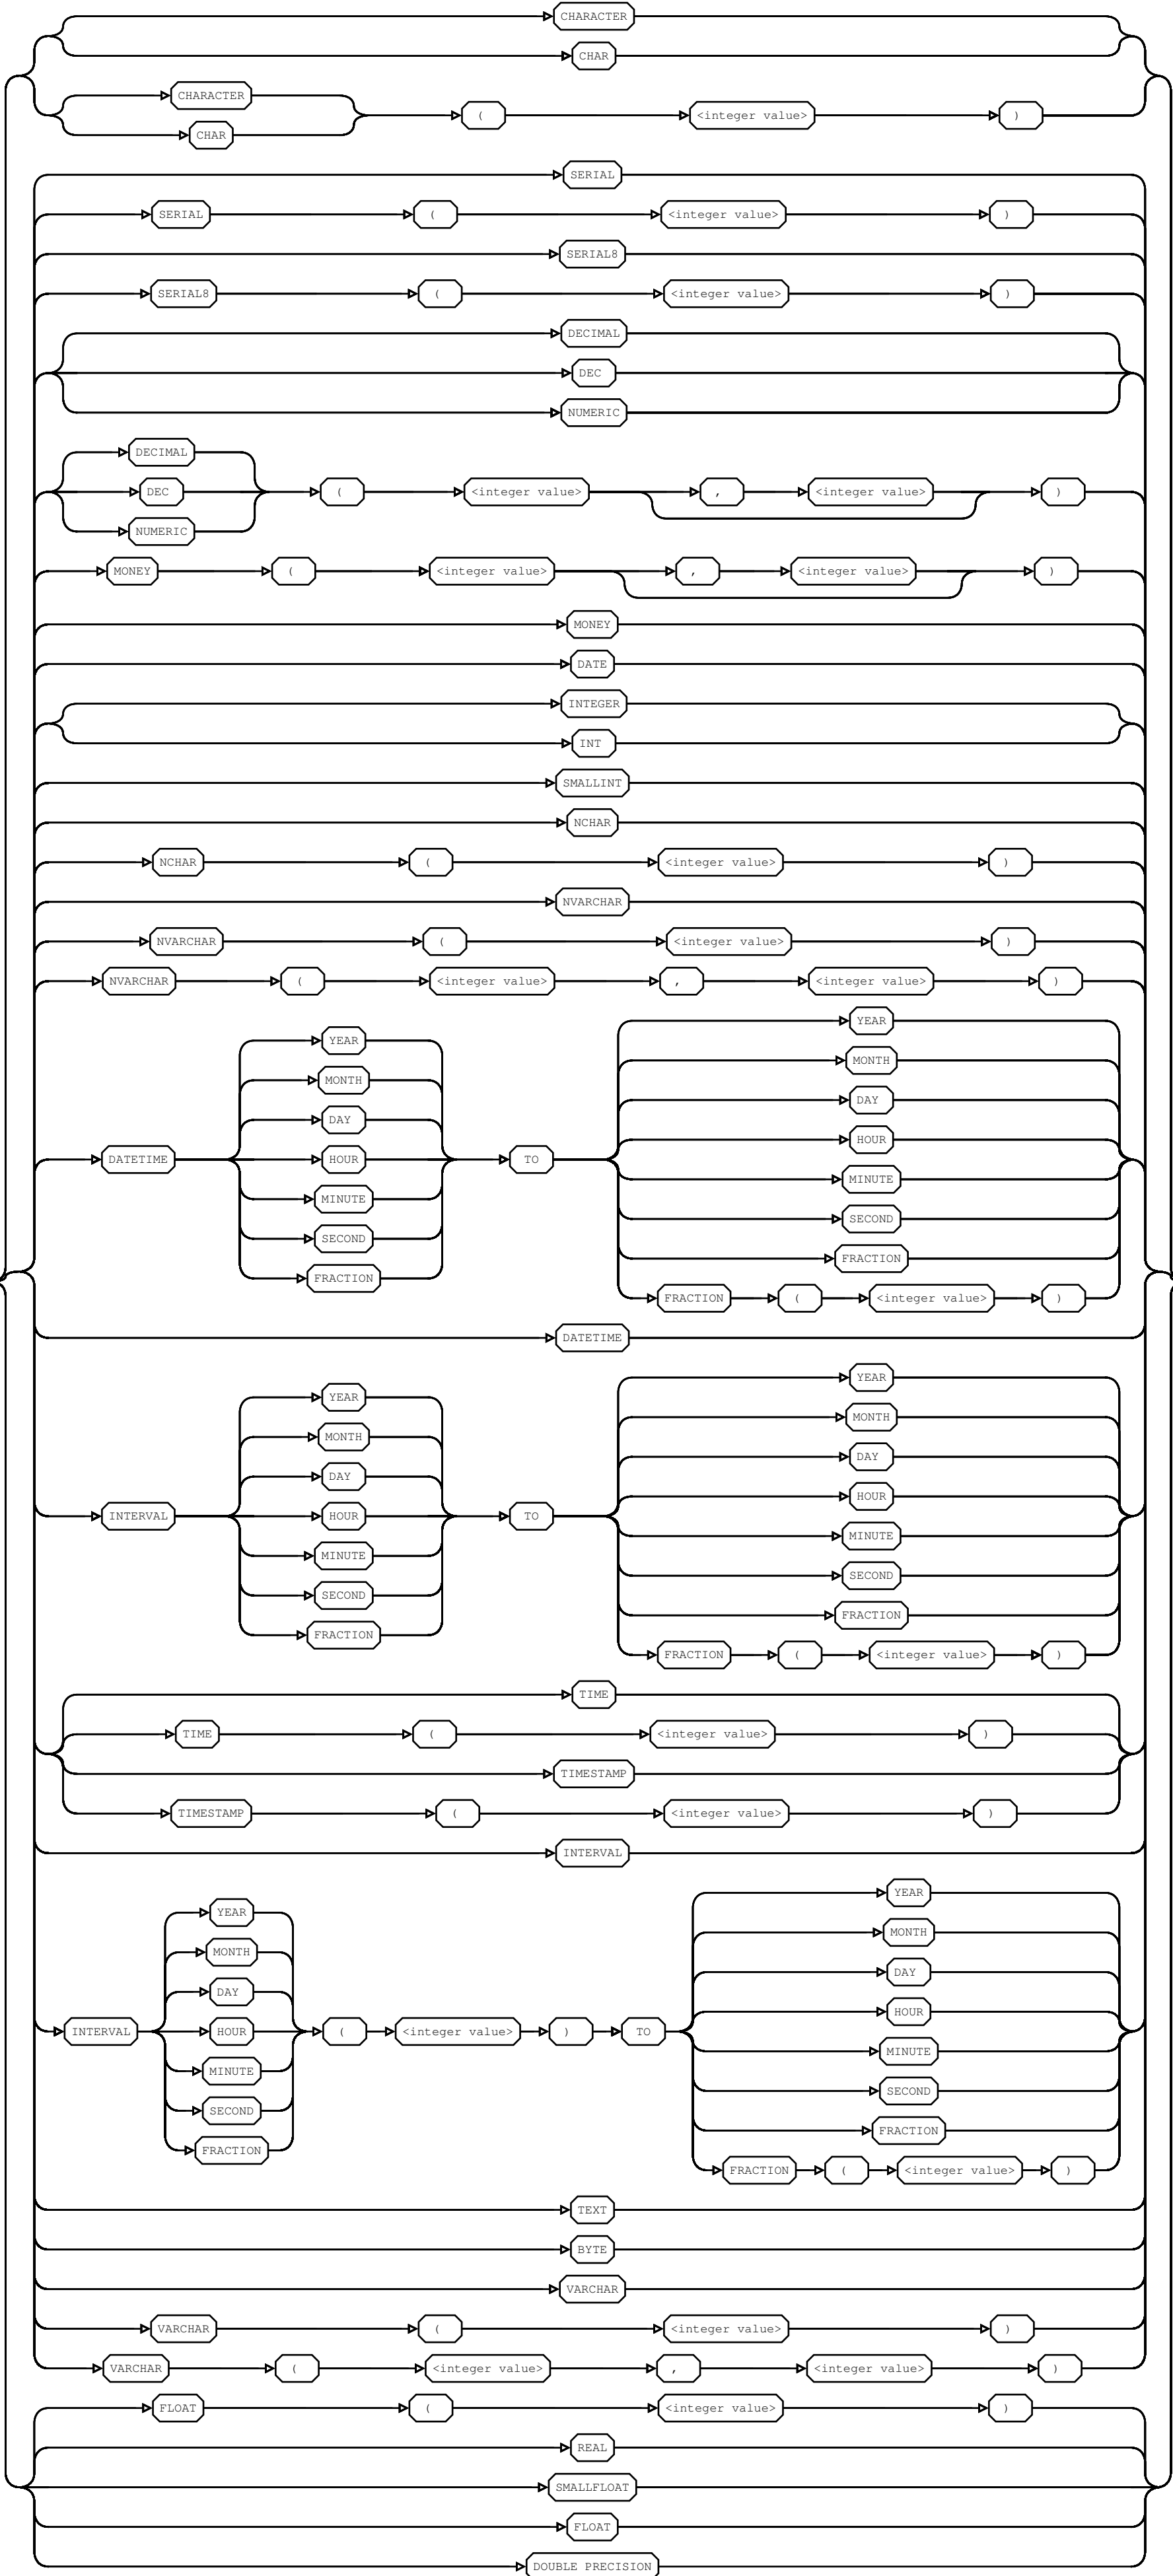 CHARACTER
CHAR
CHARACTER
( <integer value> )
CHAR
SERIAL
SERIAL ( <integer value> )
SERIAL8
SERIAL8 ( <integer value> )
DECIMAL
DEC
NUMERIC
DECIMAL
DEC ( <integer value> , <integer value> )
NUMERIC
MONEY ( <integer value> , <integer value> )
MONEY
DATE
INTEGER
INT
SMALLINT
NCHAR
NCHAR ( <integer value> )
NVARCHAR
NVARCHAR ( <integer value> )
NVARCHAR ( <integer value> , <integer value> )
YEAR
YEAR
MONTH
MONTH
DAY
DAY
HOUR
DATETIME HOUR TO
MINUTE
MINUTE
SECOND
SECOND
FRACTION
FRACTION
FRACTION ( <integer value> )
DATETIME
YEAR
YEAR
MONTH
MONTH
DAY
DAY
HOUR
INTERVAL HOUR TO
MINUTE
MINUTE
SECOND
SECOND
FRACTION
FRACTION
FRACTION ( <integer value> )
TIME
TIME ( <integer value> )
TIMESTAMP
TIMESTAMP ( <integer value> )
INTERVAL
YEAR
YEAR
MONTH
MONTH
DAY
DAY
HOUR
INTERVAL HOUR ( <integer value> ) TO
MINUTE
MINUTE
SECOND
SECOND
FRACTION
FRACTION
FRACTION ( <integer value> )
TEXT
BYTE
VARCHAR
VARCHAR ( <integer value> )
VARCHAR ( <integer value> , <integer value> )
FLOAT ( <integer value> )
REAL
SMALLFLOAT
FLOAT
DOUBLE PRECISION